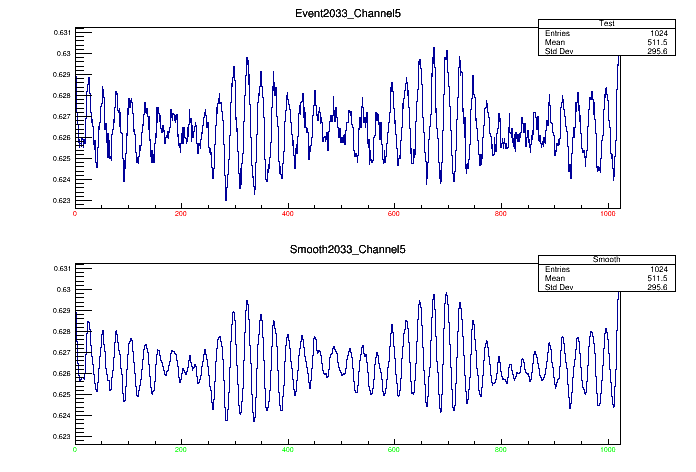 Event2033_Channel5
Test
Entries 1024
Mean 511.5
Std Dev 295.6
0.631
0.63
0.629
0.628
0.627
0.626
0.625
0.624
0.623
0 200 400 600 800 1000
Smooth2033_Channel5
Smooth
Entries 1024
Mean 511.5
Std Dev 295.6
0.631
0.63
0.629
0.628
0.627
0.626
0.625
0.624
0.623
0 200 400 600 800 1000